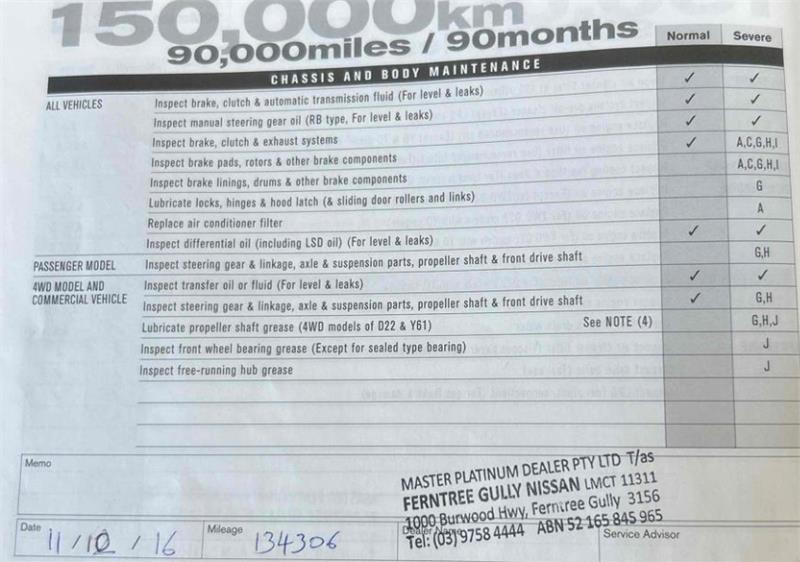 150,000km
90,000miles / 90months
Normal Severe
CHASSIS AND BODY MAINTENANCE
ALL VEHICLES Inspect brake, clutch & automatic transmission fluid (For level & leaks) ✓ ✓
Inspect manual steering gear oil (RB type, For level & leaks) ✓ ✓
Inspect brake, clutch & exhaust systems ✓ ✓
Inspect brake pads, rotors & other brake components ✓ A,C,G,H,I
Inspect brake linings, drums & other brake components A,C,G,H,I
Lubricate locks, hinges & hood latch (& sliding door rollers and links) G
Replace air conditioner filter A
Inspect differential oil (including LSD oil) (For level & leaks) ✓ ✓
PASSENGER MODEL Inspect steering gear & linkage, axle & suspension parts, propeller shaft & front drive shaft G,H
4WD MODEL AND Inspect transfer oil or fluid (For level & leaks) ✓ ✓
COMMERCIAL VEHICLE Inspect steering gear & linkage, axle & suspension parts, propeller shaft & front drive shaft ✓ G,H
Lubricate propeller shaft grease (4WD models of D22 & Y61) See NOTE (4) G,H,J
Inspect front wheel bearing grease (Except for sealed type bearing) J
Inspect free-running hub grease J
Memo
MASTER PLATINUM DEALER PTY LTD T/as
FERNTREE GULLY NISSAN LMCT 11311
1000 Burwood Hwy, Ferntree Gully 3156
Tel: (03) 9758 4444 ABN 52 165 845 965
Date 11/10/16 Mileage 134306 Dealer Name Service Advisor